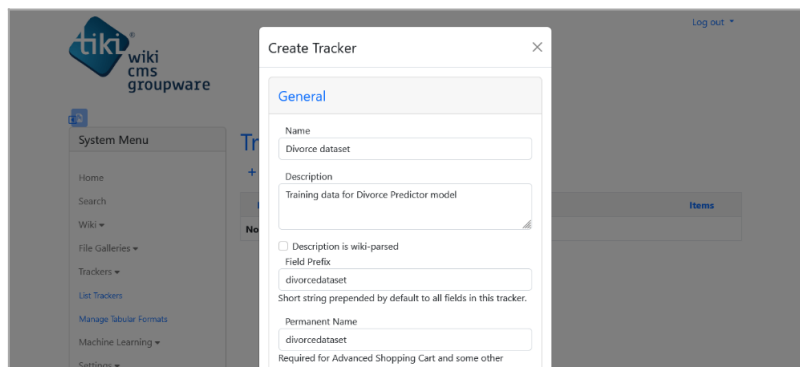 tiki®
wiki
cms
groupware
Log out
Create Tracker
General
Name
Divorce dataset
Description
Training data for Divorce Predictor model
Description is wiki-parsed
Field Prefix
divorcedataset
Short string prepended by default to all fields in this tracker.
Permanent Name
divorcedataset
Required for Advanced Shopping Cart and some other
System Menu
Home
Search
Wiki
File Galleries
Trackers
List Trackers
Manage Tabular Formats
Machine Learning
Settings
Tr
+
No
Items